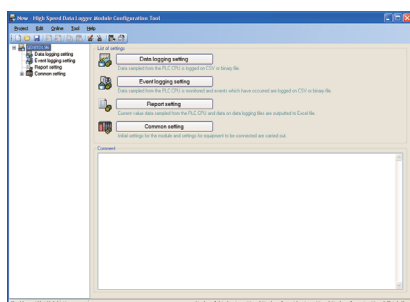 New - High Speed Data Logger Module Configuration Tool
Project Edit Online Tool Help
Data logging setting
Event logging setting
Report setting
Common setting
List of settings
Data logging setting
Data sampled from the PLC CPU is logged on CSV or binary file.
Event logging setting
Data sampled from the PLC CPU is monitored and events which have occurred are logged on CSV or binary file.
Report setting
Current value data sampled from the PLC CPU and data on data logging files are outputted to Excel file.
Common setting
Initial settings for the module and settings for equipment to be connected are carried out.
Comment